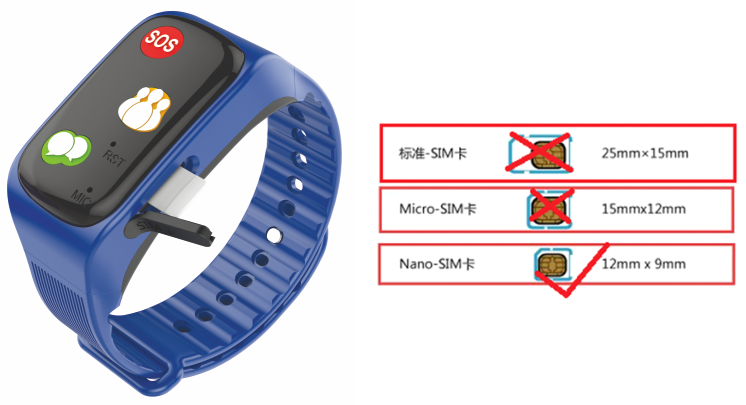 SOS
RST
MIC
标准-SIM卡 25mm×15mm
Micro-SIM卡 15mmx12mm
Nano-SIM卡 12mm x 9mm